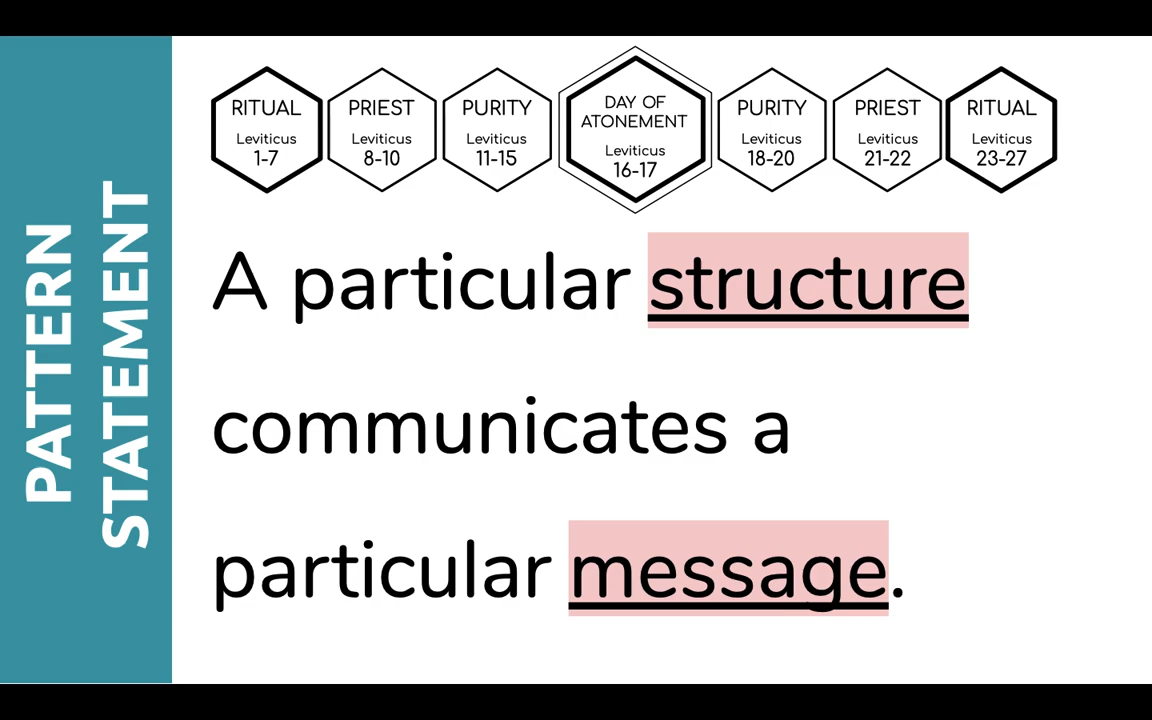 PATTERN
STATEMENT
RITUAL
Leviticus
1-7
PRIEST
Leviticus
8-10
PURITY
Leviticus
11-15
DAY OF
ATONEMENT
Leviticus
16-17
PURITY
Leviticus
18-20
PRIEST
Leviticus
21-22
RITUAL
Leviticus
23-27
A particular structure
communicates a
particular message.